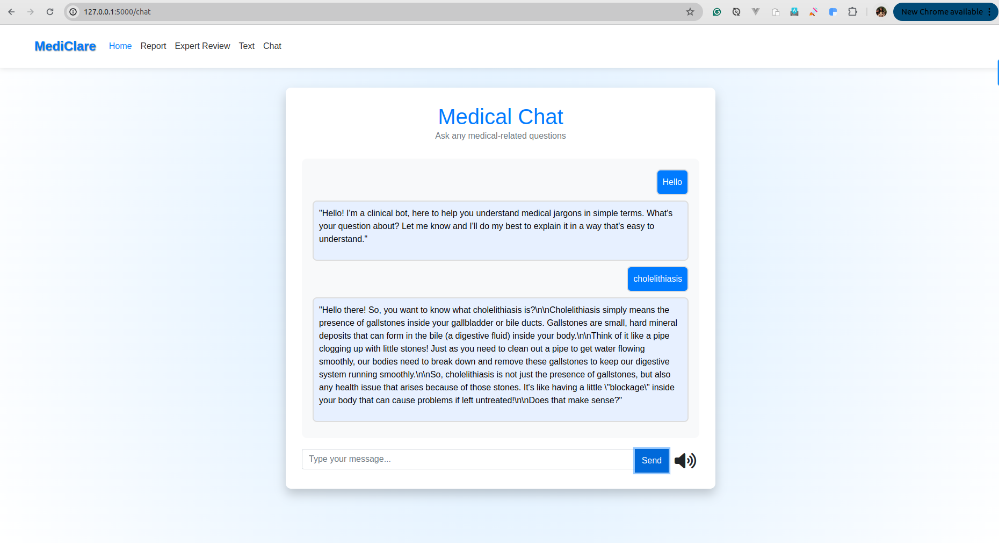 127.0.0.1:5000/chat
New Chrome available
MediClare Home Report Expert Review Text Chat
Medical Chat
Ask any medical-related questions
Hello
"Hello! I'm a clinical bot, here to help you understand medical jargons in simple terms. What's
your question about? Let me know and I'll do my best to explain it in a way that's easy to
understand."
cholelithiasis
"Hello there! So, you want to know what cholelithiasis is?\n\nCholelithiasis simply means the
presence of gallstones inside your gallbladder or bile ducts. Gallstones are small, hard mineral
deposits that can form in the bile (a digestive fluid) inside your body.\n\nThink of it like a pipe
clogging up with little stones! Just as you need to clean out a pipe to get water flowing
smoothly, our bodies need to break down and remove these gallstones to keep our digestive
system running smoothly.\n\nSo, cholelithiasis is not just the presence of gallstones, but also
any health issue that arises because of those stones. It's like having a little \"blockage\" inside
your body that can cause problems if left untreated!\n\nDoes that make sense?"
Type your message...
Send